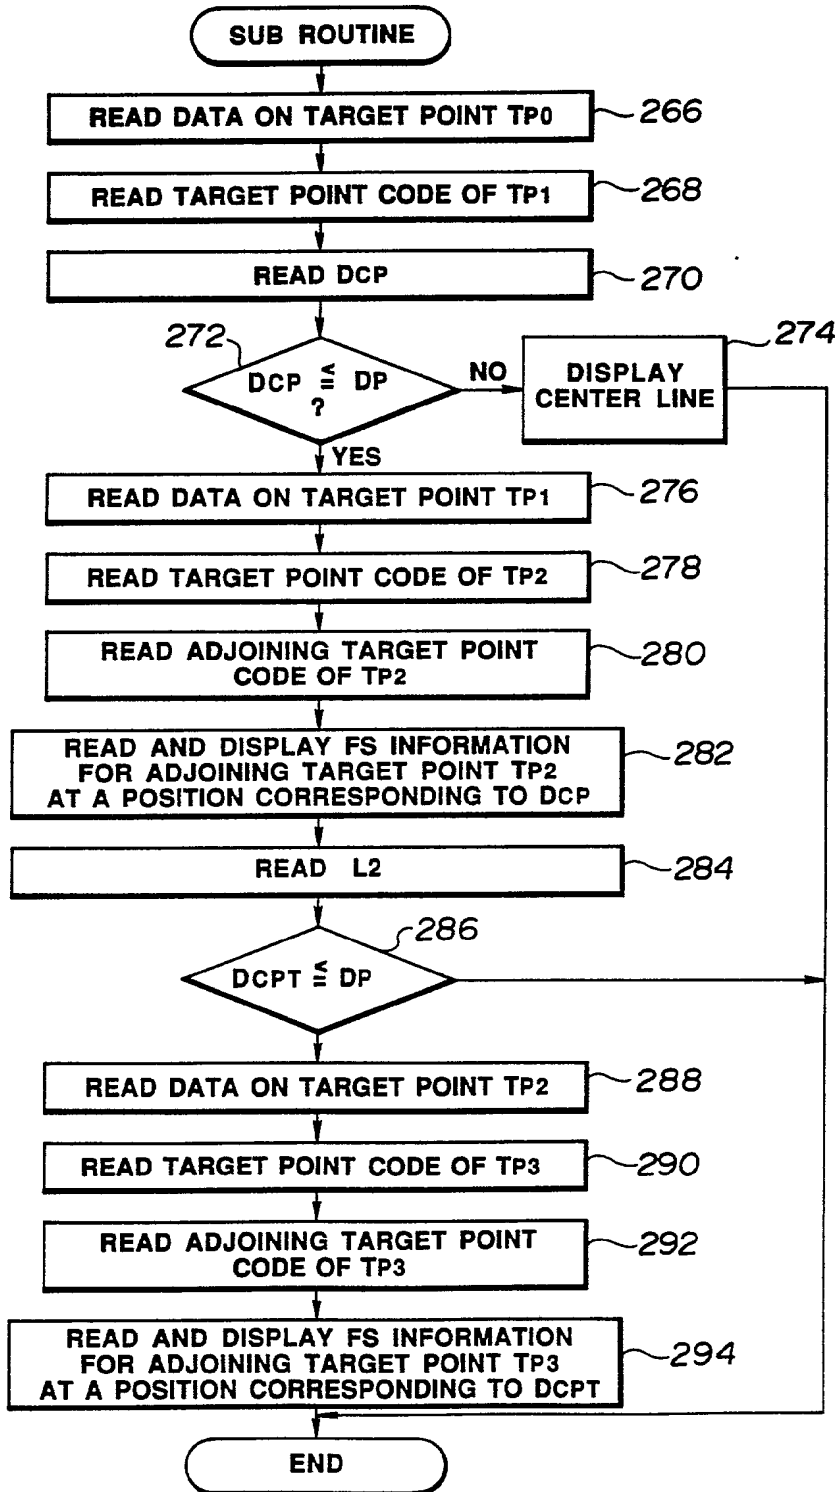 SUB ROUTINE
READ DATA ON TARGET POINT TP0
266
READ TARGET POINT CODE OF TP1
268
READ DCP
270
272
DCP ≦ DP
?
NO
DISPLAY
CENTER LINE
274
YES
READ DATA ON TARGET POINT TP1
276
READ TARGET POINT CODE OF TP2
278
READ ADJOINING TARGET POINT
CODE OF TP2
280
READ AND DISPLAY FS INFORMATION
FOR ADJOINING TARGET POINT TP2
AT A POSITION CORRESPONDING TO DCP
282
READ L2
284
286
DCPT ≦ DP
READ DATA ON TARGET POINT TP2
288
READ TARGET POINT CODE OF TP3
290
READ ADJOINING TARGET POINT
CODE OF TP3
292
READ AND DISPLAY FS INFORMATION
FOR ADJOINING TARGET POINT TP3
AT A POSITION CORRESPONDING TO DCPT
294
END